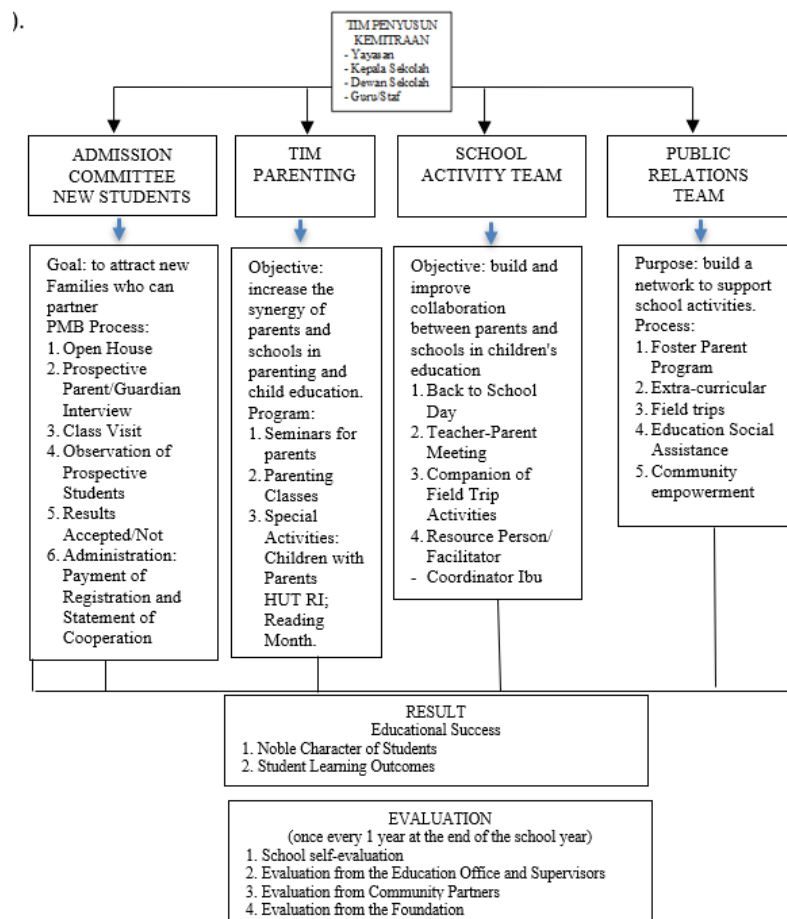 ).
TIM PENYUSUN
KEMITRAAN
- Yayasan
- Kepala Sekolah
- Dewan Sekolah
- Guru/Staf
ADMISSION
COMMITTEE
NEW STUDENTS
TIM
PARENTING
SCHOOL
ACTIVITY TEAM
PUBLIC
RELATIONS
TEAM
Goal: to attract new
Families who can
partner
PMB Process:
1. Open House
2. Prospective
Parent/Guardian
Interview
3. Class Visit
4. Observation of
Prospective
Students
5. Results
Accepted/Not
6. Administration:
Payment of
Registration and
Statement of
Cooperation
Objective:
increase the
synergy of
parents and
schools in
parenting and
child education.
Program:
1. Seminars for
parents
2. Parenting
Classes
3. Special
Activities:
Children with
Parents
HUT RI;
Reading
Month.
Objective: build and
improve
collaboration
between parents and
schools in children's
education
1. Back to School
Day
2. Teacher-Parent
Meeting
3. Companion of
Field Trip
Activities
4. Resource Person/
Facilitator
- Coordinator Ibu
Purpose: build a
network to support
school activities.
Process:
1. Foster Parent
Program
2. Extra-curricular
3. Field trips
4. Education Social
Assistance
5. Community
empowerment
RESULT
Educational Success
1. Noble Character of Students
2. Student Learning Outcomes
EVALUATION
(once every 1 year at the end of the school year)
1. School self-evaluation
2. Evaluation from the Education Office and Supervisors
3. Evaluation from Community Partners
4. Evaluation from the Foundation